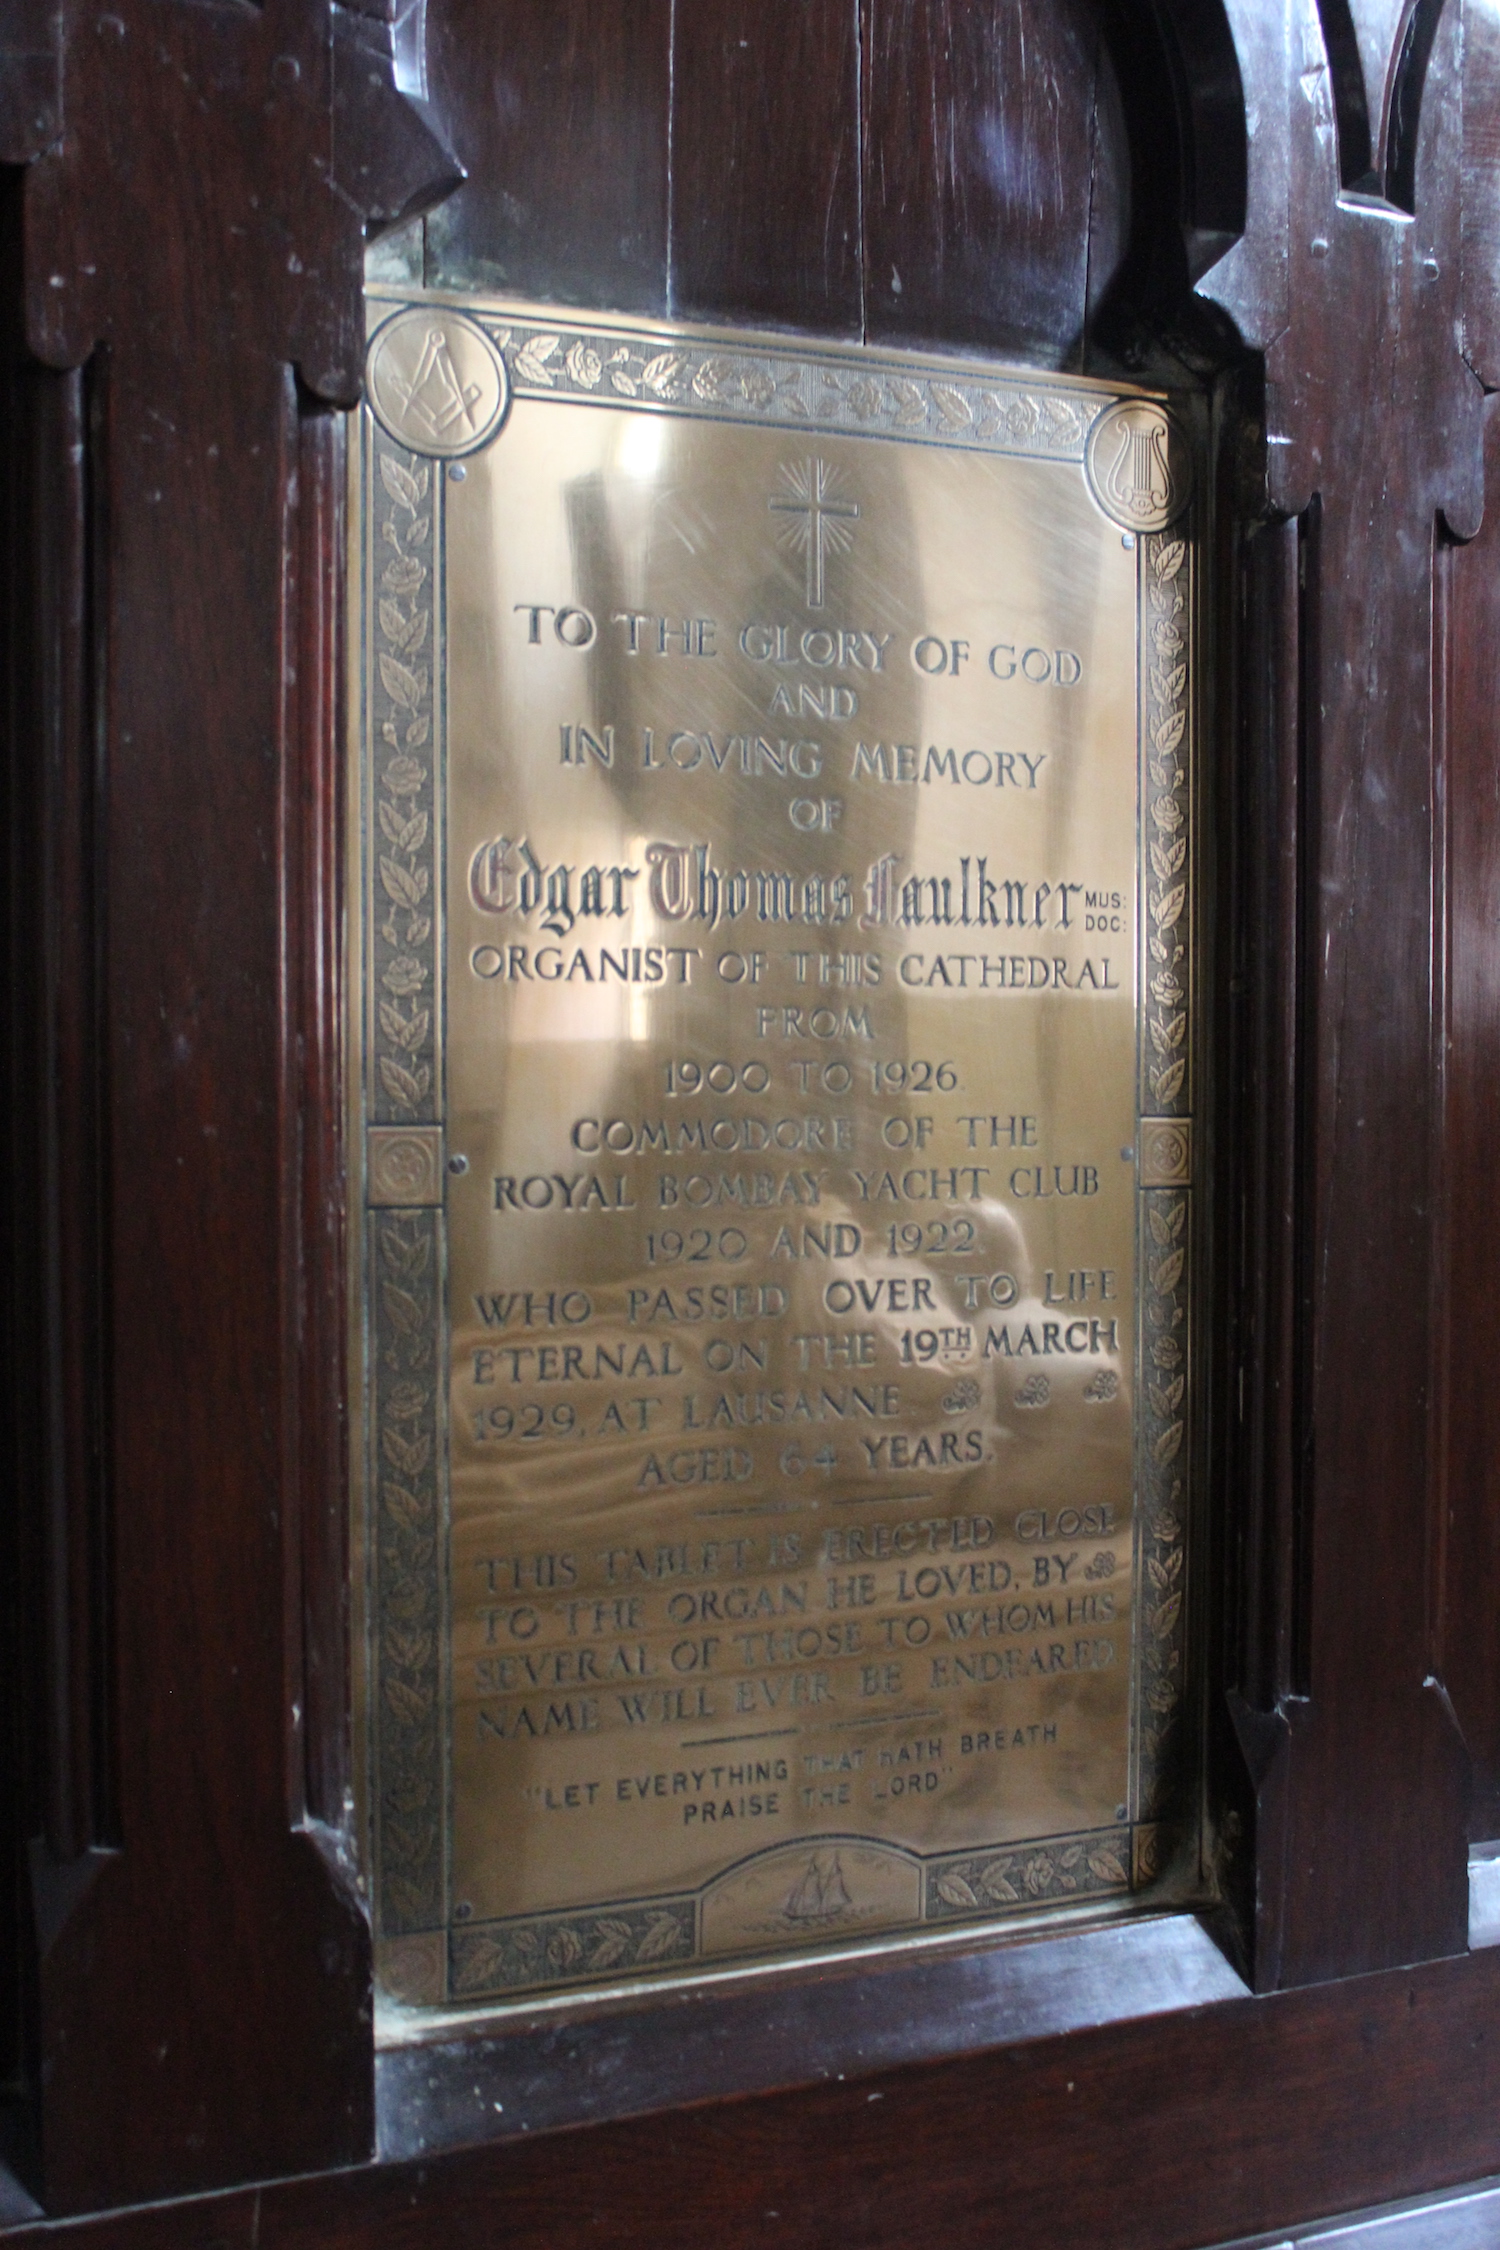 TO THE GLORY OF GOD
AND
IN LOVING MEMORY
OF
Edgar Thomas Faulkner MUS: DOC:
ORGANIST OF THIS CATHEDRAL
FROM
1900 TO 1926
COMMODORE OF THE
ROYAL BOMBAY YACHT CLUB
1920 AND 1922
WHO PASSED OVER TO LIFE
ETERNAL ON THE 19TH MARCH
1929, AT LAUSANNE
AGED 64 YEARS.
THIS TABLET IS ERECTED CLOSE
TO THE ORGAN HE LOVED, BY
SEVERAL OF THOSE TO WHOM HIS
NAME WILL EVER BE ENDEARED
"LET EVERYTHING THAT HATH BREATH
PRAISE THE LORD"